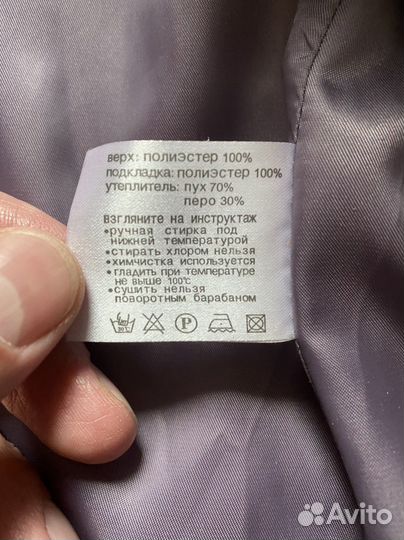 верх: полиэстер 100%
подкладка: полиэстер 100%
утеплитель: пух 70%
перо 30%
взгляните на инструктаж
•ручная стирка под
нижней температурой
•стирать хлором нельзя
•химчистка используется
•гладить при температуре
не выше 100℃
•сушить нельзя
поворотным барабаном
30℃
P
Avito